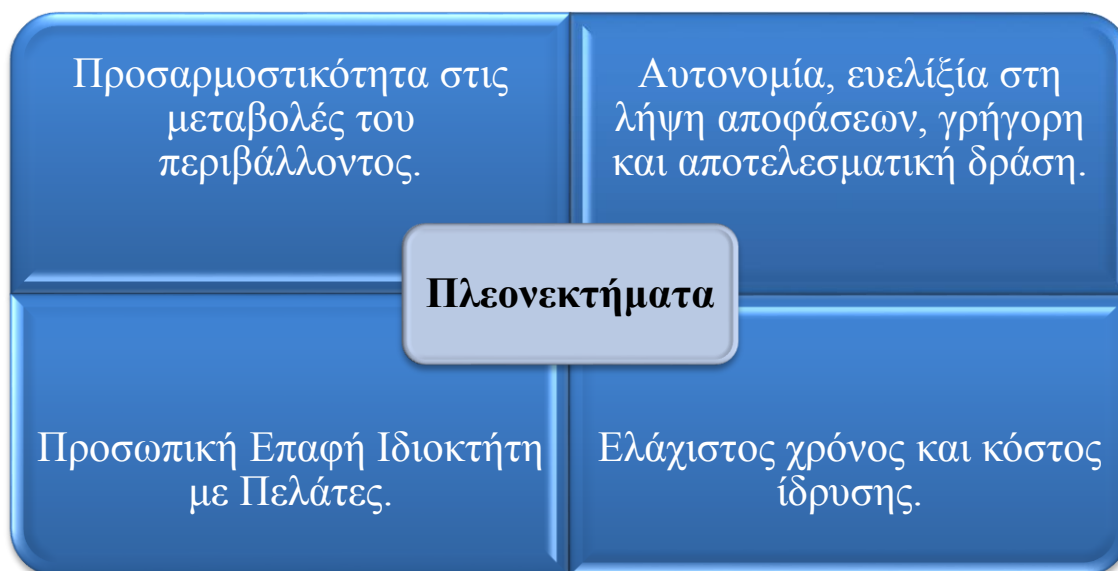 Προσαρμοστικότητα στις
μεταβολές του
περιβάλλοντος.
Αυτονομία, ευελίξία στη
λήψη αποφάσεων, γρήγορη
και αποτελεσματική δράση.
Πλεονεκτήματα
Προσωπική Επαφή Ιδιοκτήτη
με Πελάτες.
Ελάχιστος χρόνος και κόστος
ίδρυσης.